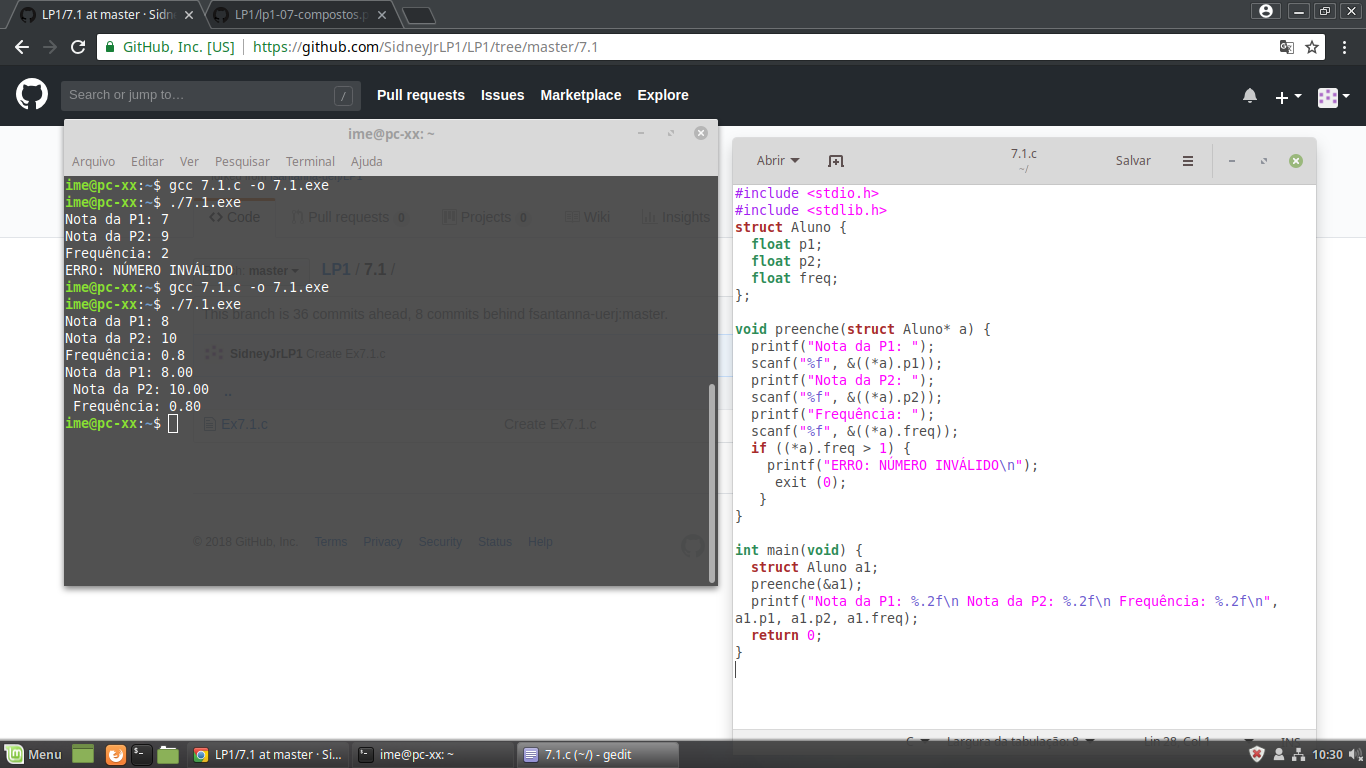 LP1/7.1 at master · Sidn
LP1/lp1-07-compostos.p
GitHub, Inc. [US]
https://github.com/SidneyJrLP1/LP1/tree/master/7.1
Search or jump to…
/
Pull requests
Issues
Marketplace
Explore
ime@pc-xx: ~
Arquivo Editar Ver Pesquisar Terminal Ajuda
ime@pc-xx:~$ gcc 7.1.c -o 7.1.exe
ime@pc-xx:~$ ./7.1.exe
Nota da P1: 7
Nota da P2: 9
Frequência: 2
ERRO: NÚMERO INVÁLIDO
ime@pc-xx:~$ gcc 7.1.c -o 7.1.exe
ime@pc-xx:~$ ./7.1.exe
Nota da P1: 8
Nota da P2: 10
Frequência: 0.8
Nota da P1: 8.00
Nota da P2: 10.00
Frequência: 0.80
ime@pc-xx:~$
<> Code
Pull requests 0
Projects 0
Wiki
Insights
master
LP1 / 7.1 /
This branch is 36 commits ahead, 8 commits behind fsantanna-uerj:master.
SidneyJrLP1 Create Ex7.1.c
..
Ex7.1.c
Create Ex7.1.c
© 2018 GitHub, Inc. Terms Privacy Security Status Help
Abrir
7.1.c
~/
Salvar
#include <stdio.h>
#include <stdlib.h>
struct Aluno {
float p1;
float p2;
float freq;
};
void preenche(struct Aluno* a) {
printf("Nota da P1: ");
scanf("%f", &((*a).p1));
printf("Nota da P2: ");
scanf("%f", &((*a).p2));
printf("Frequência: ");
scanf("%f", &((*a).freq));
if ((*a).freq > 1) {
printf("ERRO: NÚMERO INVÁLIDO\n");
exit (0);
}
}
int main(void) {
struct Aluno a1;
preenche(&a1);
printf("Nota da P1: %.2f\n Nota da P2: %.2f\n Frequência: %.2f\n",
a1.p1, a1.p2, a1.freq);
return 0;
}
C
Largura da tabulação: 8
Lin 28, Col 1
INS
Menu
LP1/7.1 at master · Si...
ime@pc-xx: ~
7.1.c (~/) - gedit
10:30